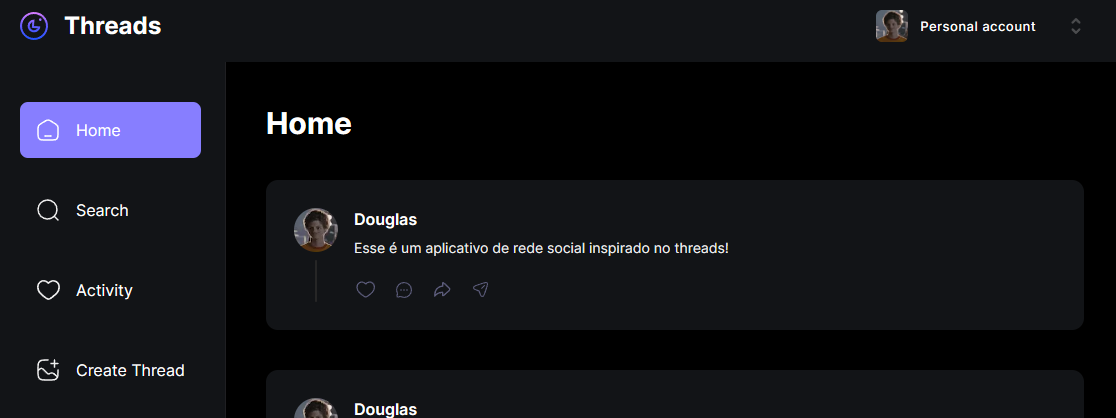 Threads
Personal account
Home
Search
Activity
Create Thread
Home
Douglas
Esse é um aplicativo de rede social inspirado no threads!
Douglas